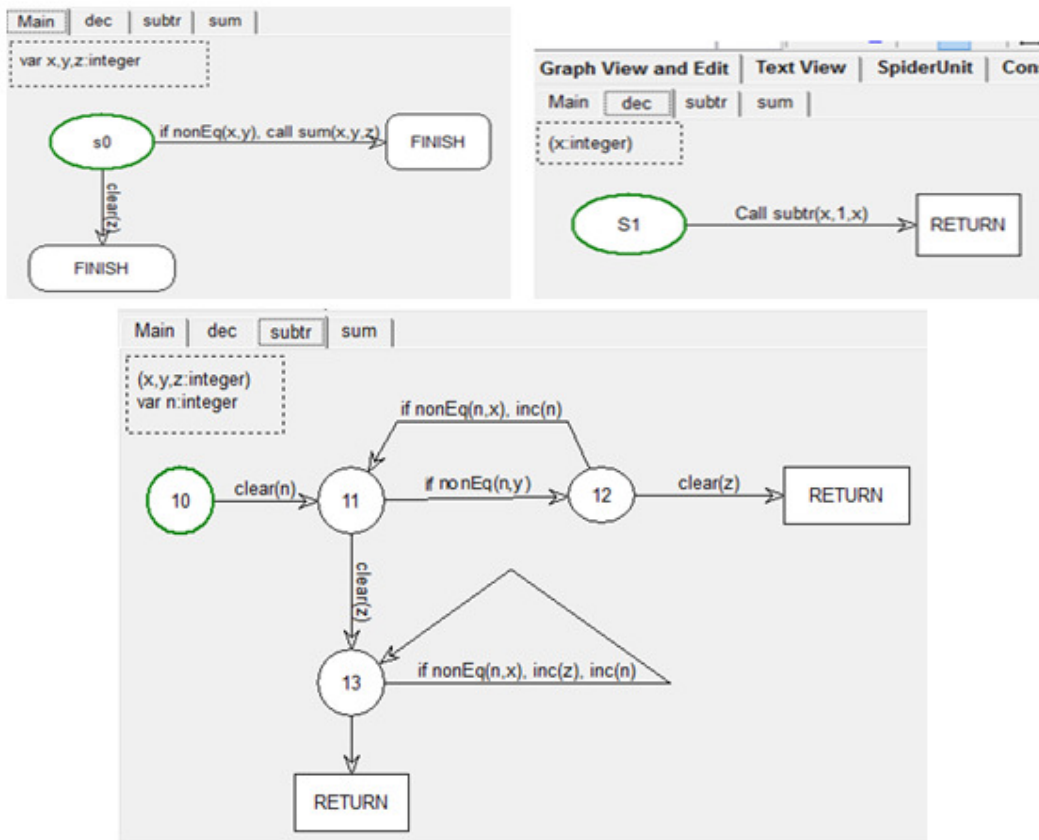 Main dec subtr sum
var x,y,z:integer
s0
if nonEq(x,y), call sum(x,y,z)
FINISH
clear(z)
FINISH
Graph View and Edit Text View SpiderUnit
Main dec subtr sum
(x:integer)
S1
Call subtr(x,1,x)
RETURN
Main dec subtr sum
(x,y,z:integer)
var n:integer
if nonEq(n,x), inc(n)
10
clear(n)
11
if nonEq(n,y)
12
clear(z)
RETURN
clear(z)
13
if nonEq(n,x), inc(z), inc(n)
RETURN